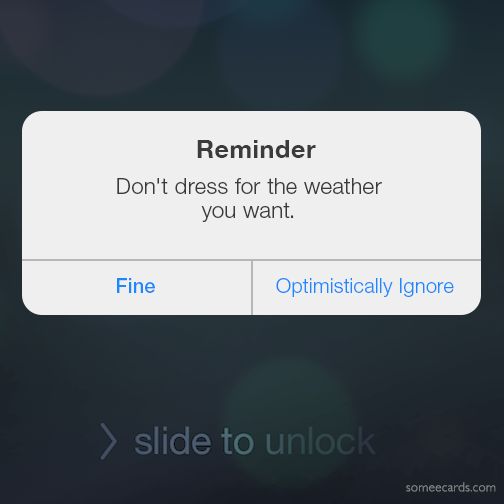 Reminder
Don't dress for the weather
you want.
Fine
Optimistically Ignore
slide to unlock
someecards.com